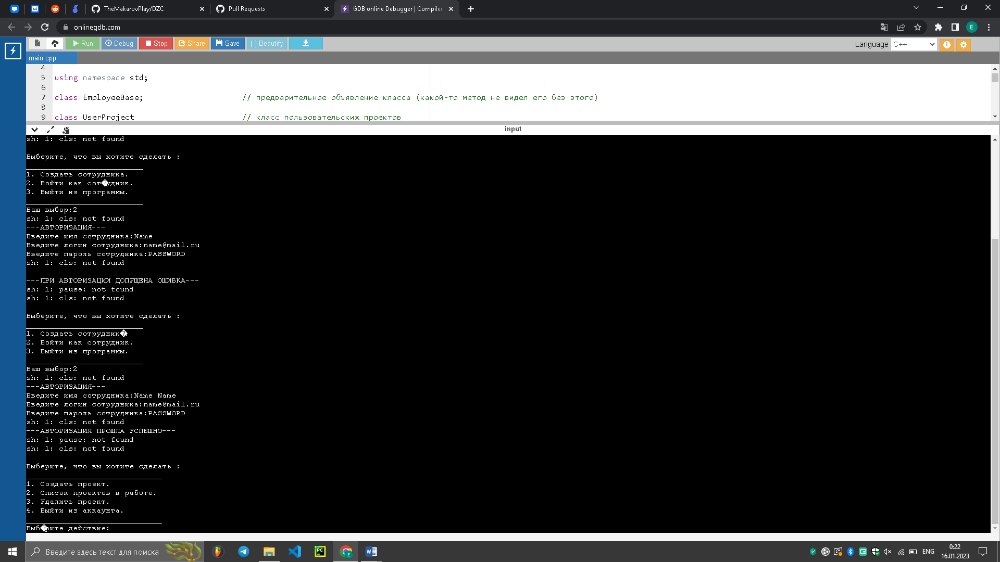 TheMakarovPlay/DZC
Pull Requests
GDB online Debugger | Compiler
onlinegdb.com
E
Run
Debug
Stop
Share
Save
{ } Beautify
Language
C++
main.cpp
4
5 using namespace std;
6
7 class EmployeeBase; // предварительное объявление класса (какой-то метод не видел его без этого)
8
9 class UserProject // класс пользовательских проектов
input
sh: 1: cls: not found
Выберите, что вы хотите сделать :
_________________________
1. Создать сотрудника.
2. Войти как сот�удник.
3. Выйти из программы.
_________________________
Ваш выбор:2
sh: 1: cls: not found
---АВТОРИЗАЦИЯ---
Введите имя сотрудника:Name
Введите логин сотрудника:name@mail.ru
Введите пароль сотрудника:PASSWORD
sh: 1: cls: not found
---ПРИ АВТОРИЗАЦИИ ДОПУЩЕНА ОШИБКА---
sh: 1: pause: not found
sh: 1: cls: not found
Выберите, что вы хотите сделать :
_________________________
1. Создать сотрудник�
2. Войти как сотрудник.
3. Выйти из программы.
_________________________
Ваш выбор:2
sh: 1: cls: not found
---АВТОРИЗАЦИЯ---
Введите имя сотрудника:Name Name
Введите логин сотрудника:name@mail.ru
Введите пароль сотрудника:PASSWORD
sh: 1: cls: not found
---АВТОРИЗАЦИЯ ПРОШЛА УСПЕШНО---
sh: 1: pause: not found
sh: 1: cls: not found
Выберите, что вы хотите сделать :
_____________________________
1. Создать проект.
2. Список проектов в работе.
3. Удалить проект.
4. Выйти из аккаунта.
_____________________________
Выб�рите действие:
Введите здесь текст для поиска
PC
E
W
ENG
0:22
16.01.2023